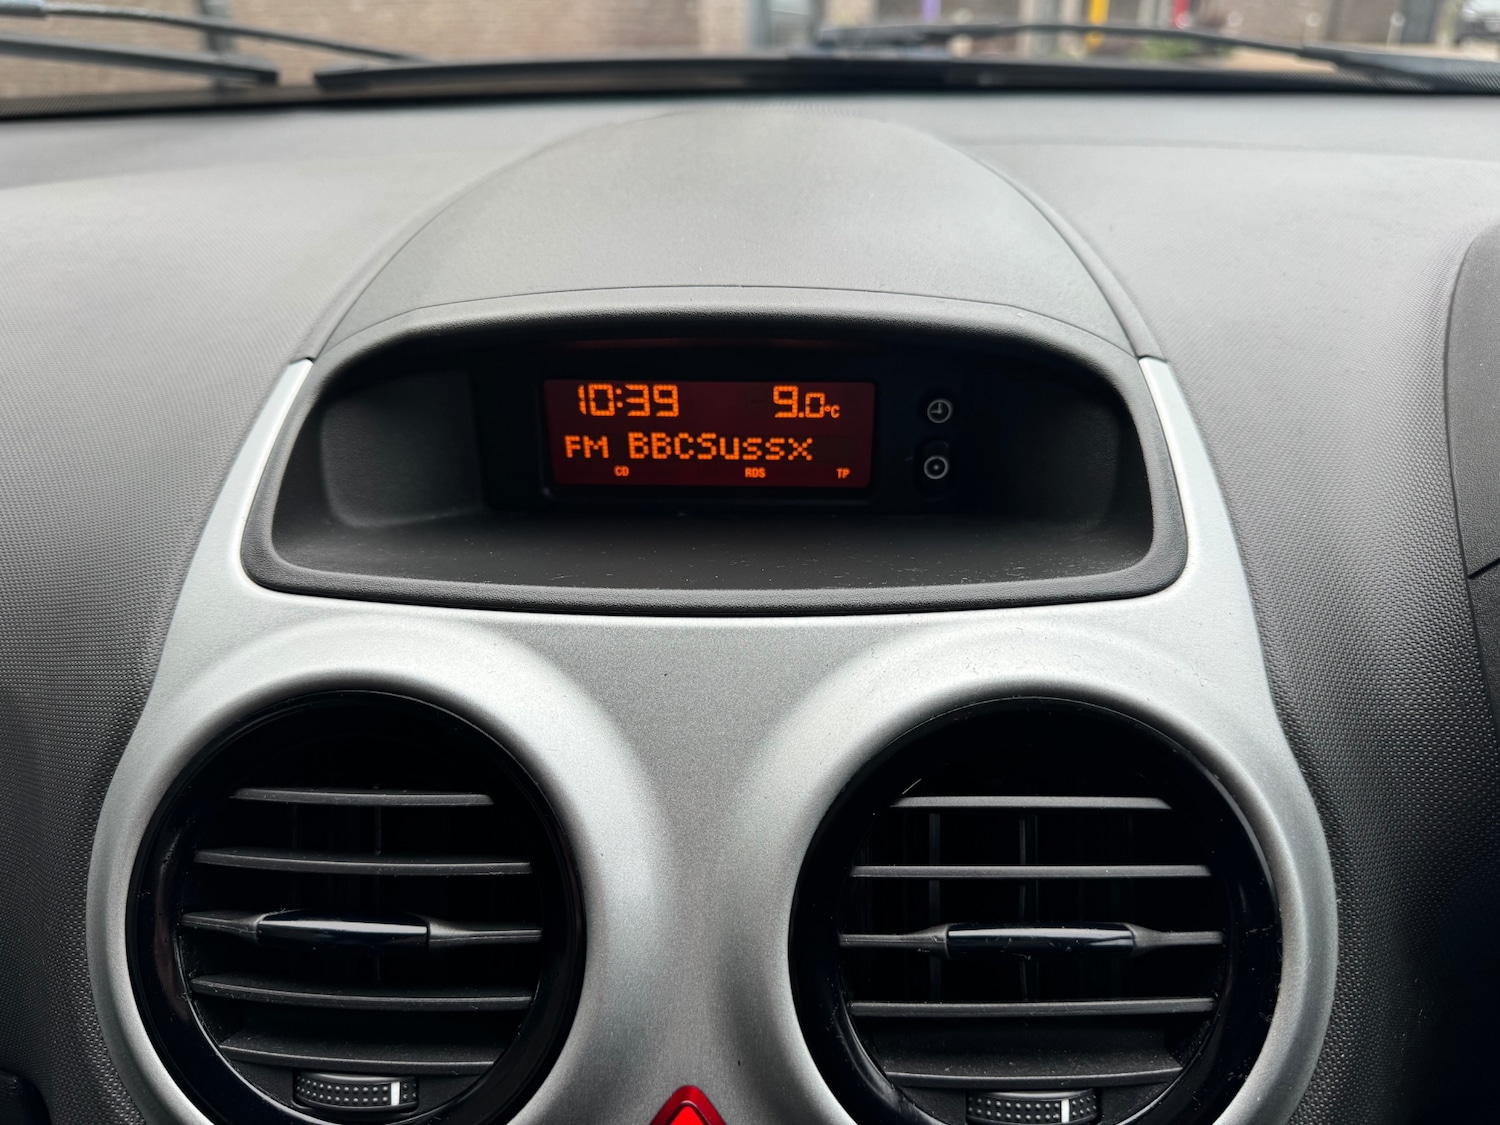 10:39 9.0°C
FM BBCSussx
CD RDS TP